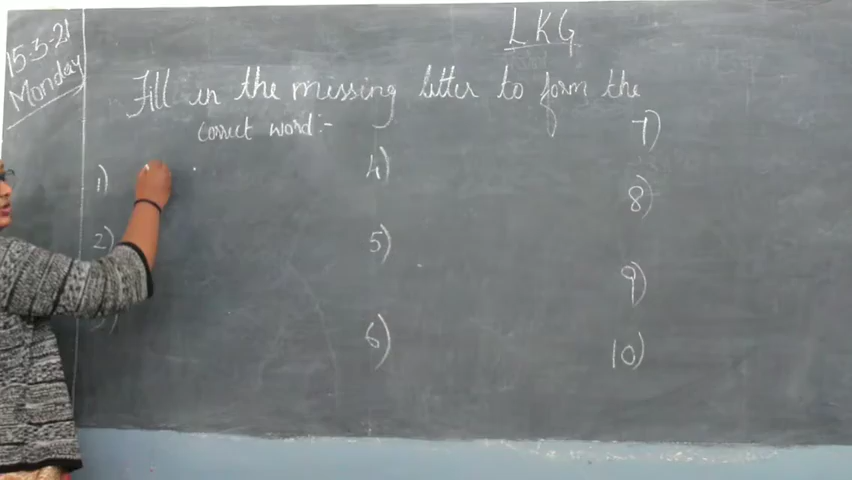 LKG
15-3-21
Monday
Fill in the missing letter to form the
correct word:-
1)
2)
3)
4)
5)
6)
7)
8)
9)
10)